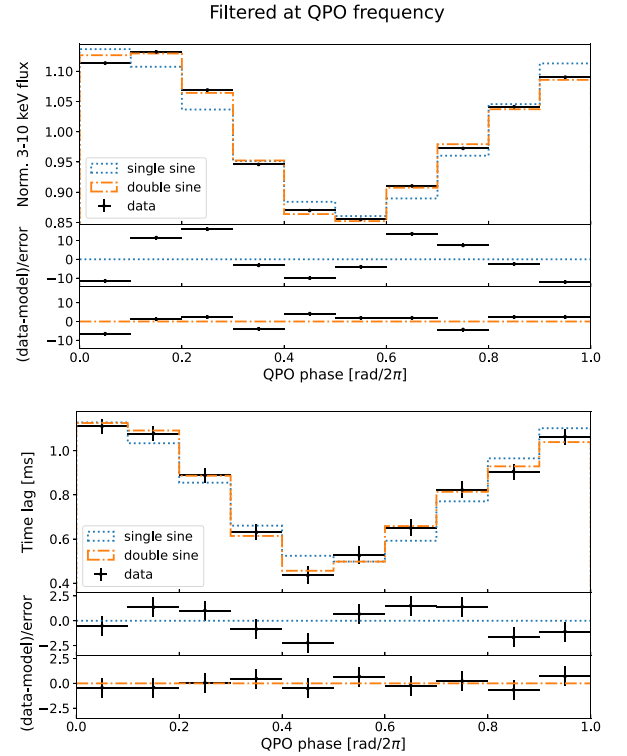 Filtered at QPO frequency
Norm. 3-10 keV flux
1.10
1.05
1.00
0.95
0.90
0.85
single sine
double sine
data
(data-model)/error
10
0
−10
10
0
−10
0.0 0.2 0.4 0.6 0.8 1.0
QPO phase [rad/2π]
Time lag [ms]
1.0
0.8
0.6
0.4
single sine
double sine
data
(data-model)/error
2.5
0.0
−2.5
2.5
0.0
−2.5
0.0 0.2 0.4 0.6 0.8 1.0
QPO phase [rad/2π]